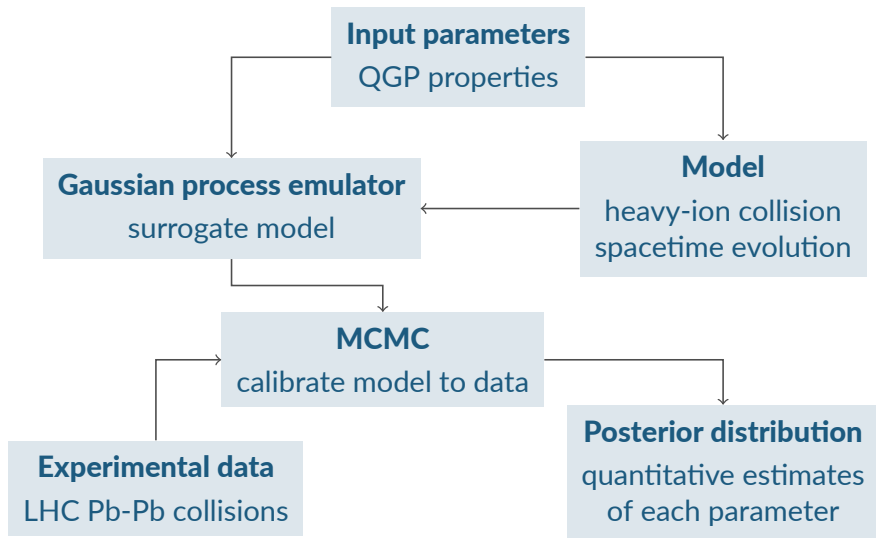 Input parameters
QGP properties
Gaussian process emulator
surrogate model
Model
heavy-ion collision
spacetime evolution
MCMC
calibrate model to data
Posterior distribution
quantitative estimates
of each parameter
Experimental data
LHC Pb-Pb collisions